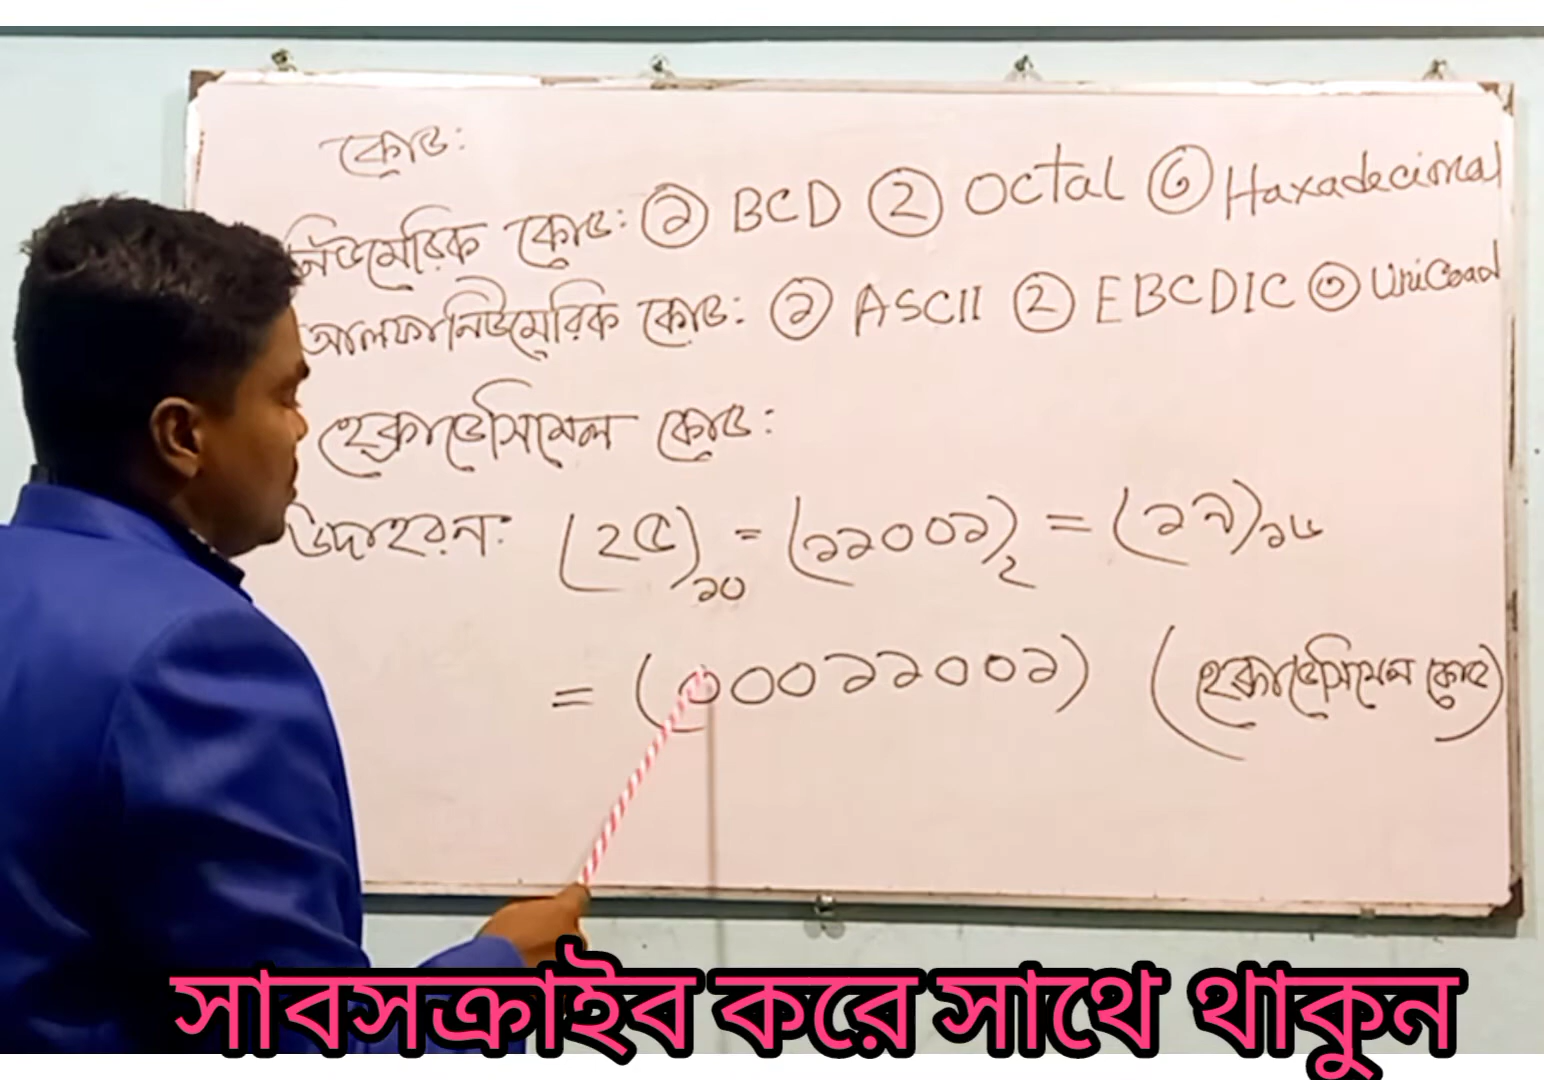 কোড:
নিউমেরিক কোড: ১ BCD ২ Octal ৩ Haxadecimal
আলফানিউমেরিক কোড: ১ ASCII ২ EBCDIC ৩ UniCoad
হেক্সাডেসিমেল কোড:
উদাহরন: (২৫)১০ = (১১০০১)২ = (১৯)১৬
= (০০০১১০০১) (হেক্সাডেসিমেল কোড)
সাবসক্রাইব করে সাথে থাকুন